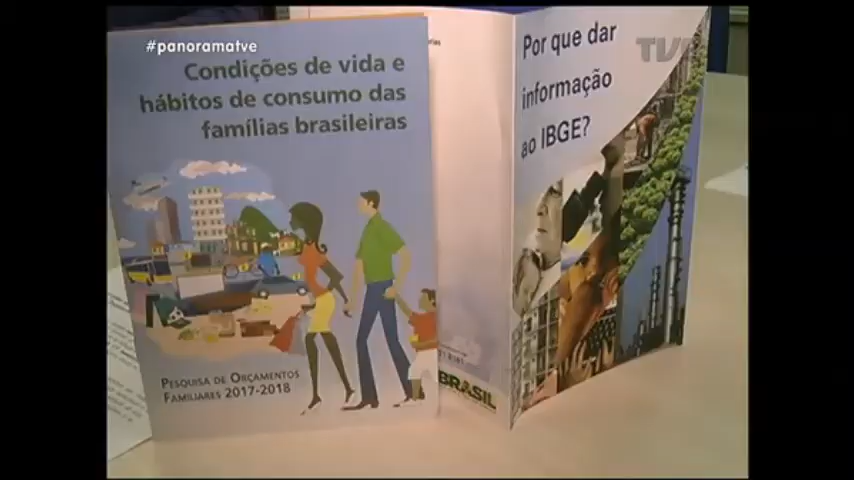 #panoramatve
Condições de vida e
hábitos de consumo das
famílias brasileiras
PESQUISA DE ORÇAMENTOS
FAMILIARES 2017-2018
Por que dar
informação
ao IBGE?
BRASIL